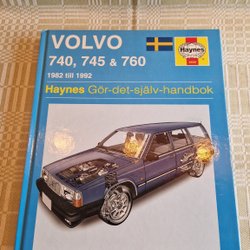 VOLVO
740, 745 & 760
1982 till 1992
Haynes
Haynes Gör-det-själv-handbok